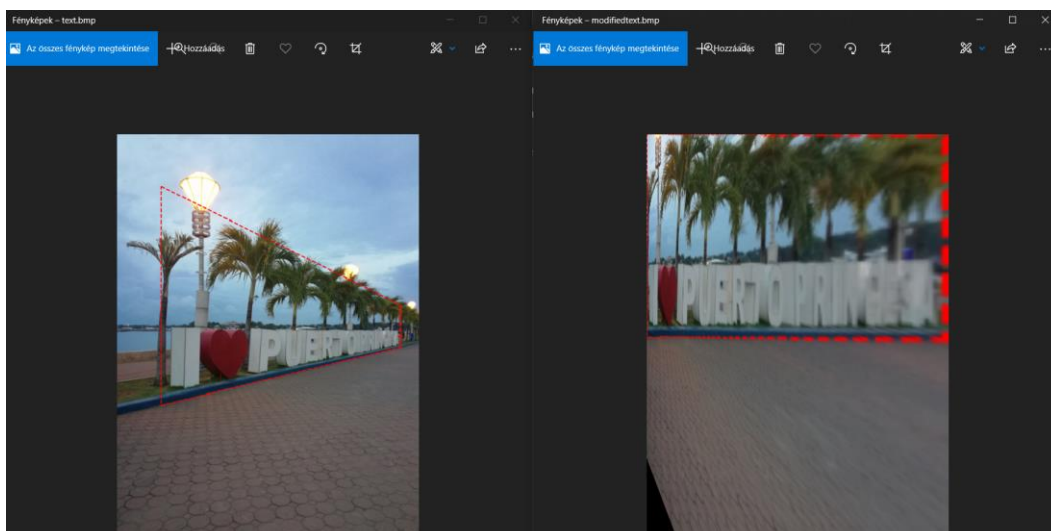 Fényképek – text.bmp
Az összes fénykép megtekintése
Hozzáadás
I PUERTO
Fényképek – modifiedtext.bmp
Az összes fénykép megtekintése
Hozzáadás
I PUERTO PRIN